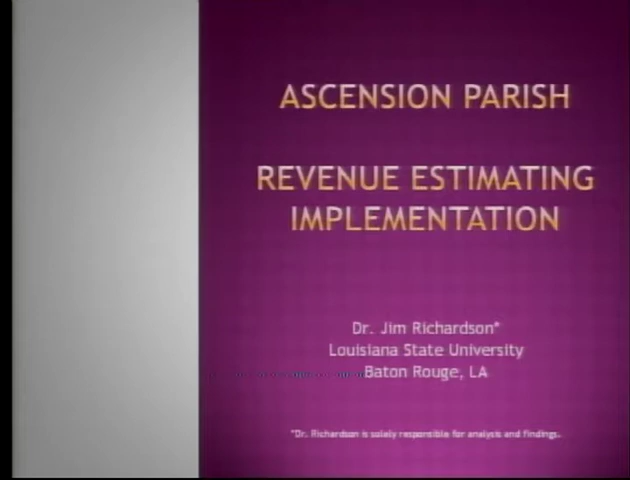 ASCENSION PARISH
REVENUE ESTIMATING
IMPLEMENTATION
Dr. Jim Richardson*
Louisiana State University
Baton Rouge, LA
*Dr. Richardson is solely responsible for analysis and findings.